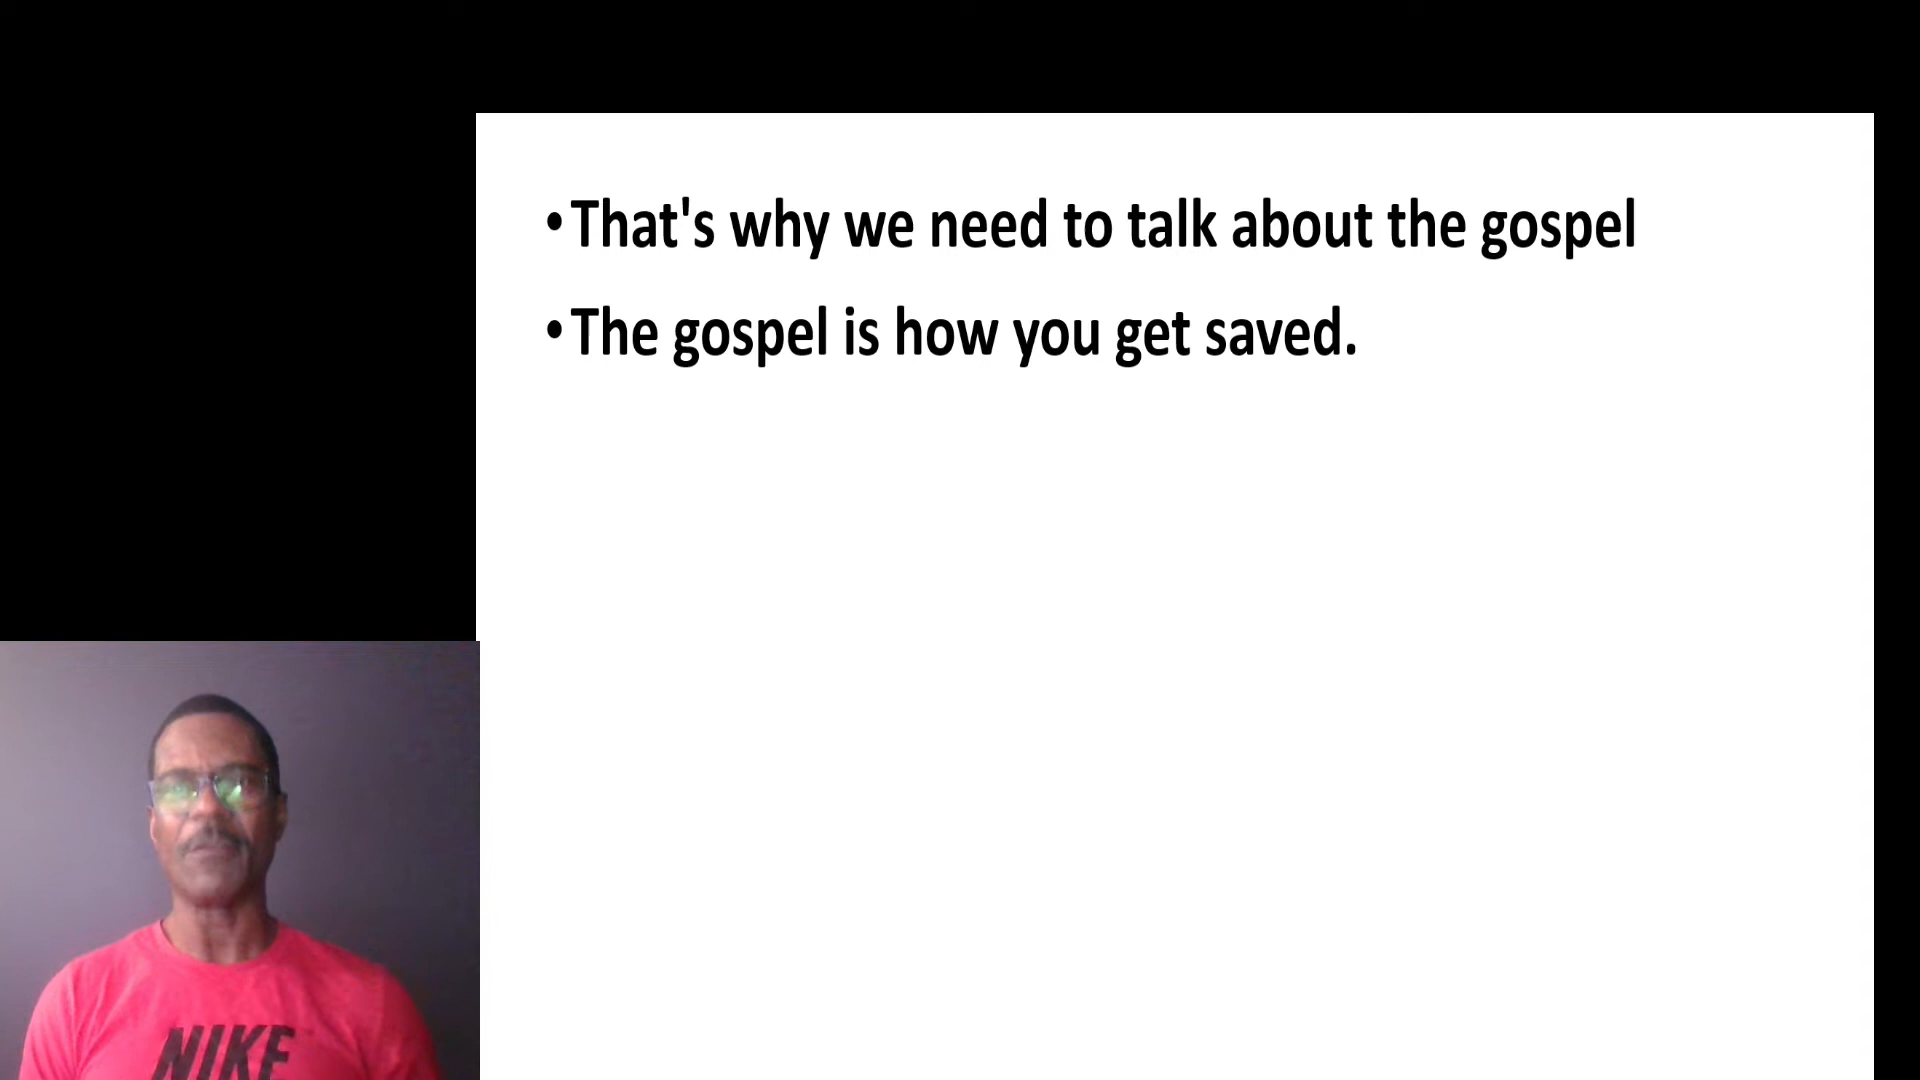 •That's why we need to talk about the gospel
•The gospel is how you get saved.
NIKE